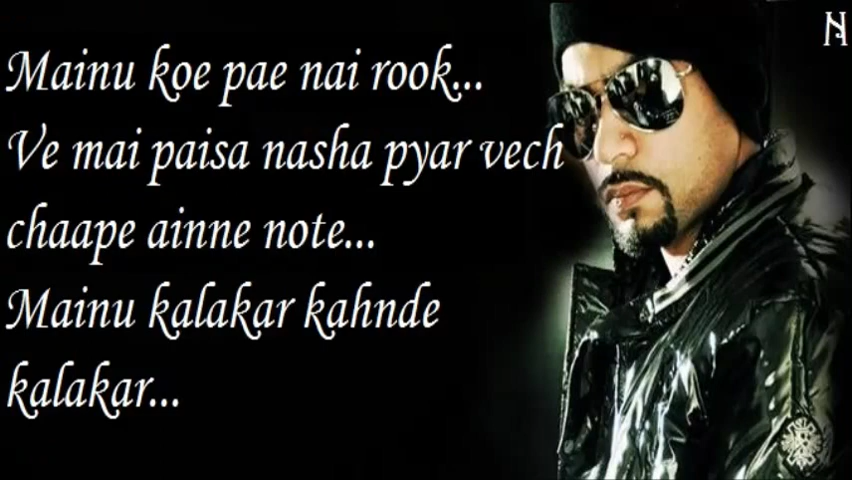 N
Mainu koe pae nai rook...
Ve mai paisa nasha pyar vech
chaape ainne note...
Mainu kalakar kahnde
kalakar...